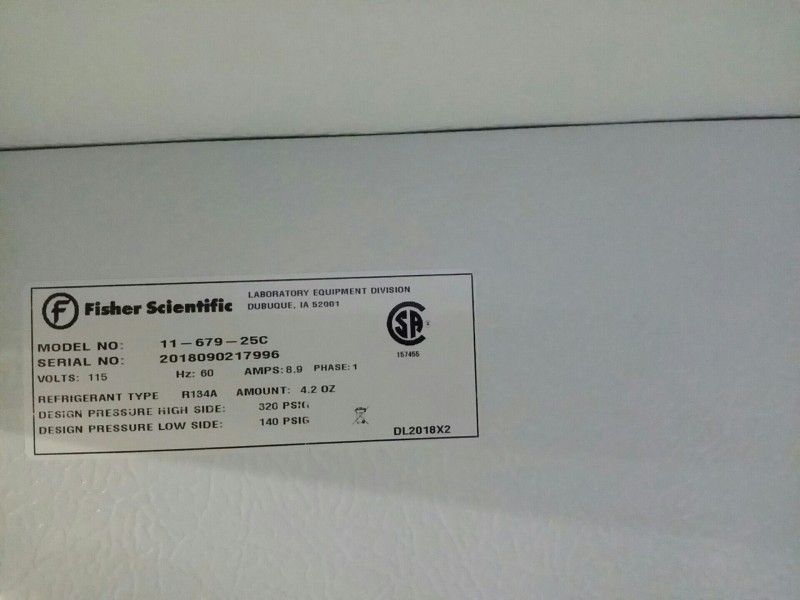 F Fisher Scientific
LABORATORY EQUIPMENT DIVISION
DUBUQUE, IA 52001
SA
157455
MODEL NO: 11-679-25C
SERIAL NO: 2018090217996
VOLTS: 115 Hz: 60 AMPS: 8.9 PHASE: 1
REFRIGERANT TYPE R134A AMOUNT: 4.2 OZ
DESIGN PRESSURE HIGH SIDE: 320 PSIG
DESIGN PRESSURE LOW SIDE: 140 PSIG
DL2018X2